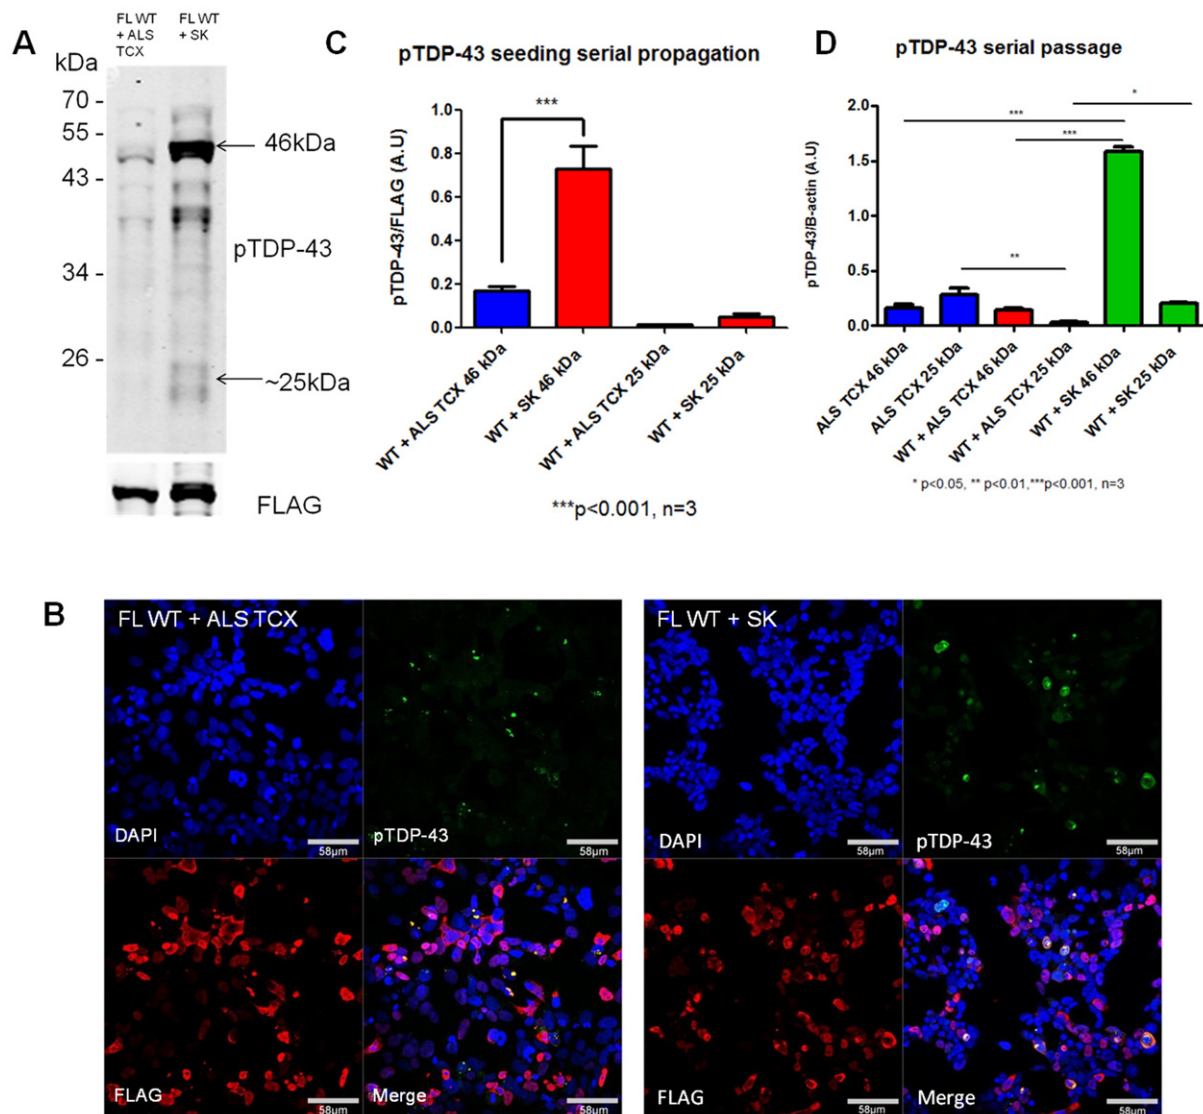 A
FL WT
+ ALS
TCX
FL WT
+ SK
kDa
70 -
55 -
43 -
34 -
26 -
46kDa
pTDP-43
~25kDa
FLAG
C
pTDP-43 seeding serial propagation
pTDP-43/FLAG (A.U)
1.0
0.8
0.6
0.4
0.2
0.0
***
WT + ALS TCX 46 kDa
WT + SK 46 kDa
WT + ALS TCX 25 kDa
WT + SK 25 kDa
***p<0.001, n=3
D
pTDP-43 serial passage
pTDP-43/B-actin (A.U)
2.0
1.5
1.0
0.5
0.0
*
***
***
**
ALS TCX 46 kDa
ALS TCX 25 kDa
WT + ALS TCX 46 kDa
WT + ALS TCX 25 kDa
WT + SK 46 kDa
WT + SK 25 kDa
* p<0.05, ** p<0.01,***p<0.001, n=3
B
FL WT + ALS TCX
DAPI
58µm
pTDP-43
58µm
FLAG
58µm
Merge
58µm
FL WT + SK
DAPI
58µm
pTDP-43
58µm
FLAG
58µm
Merge
58µm